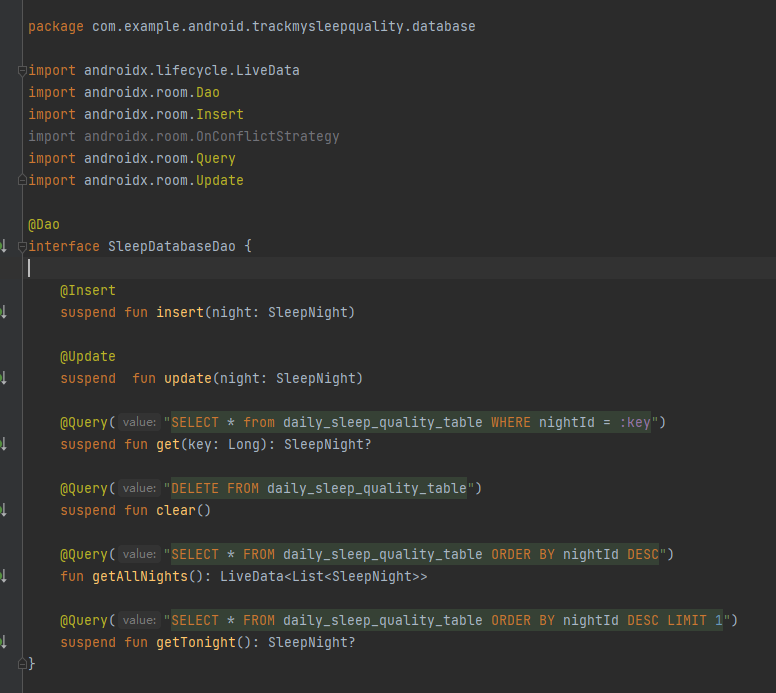 package com.example.android.trackmysleepquality.database
import androidx.lifecycle.LiveData
import androidx.room.Dao
import androidx.room.Insert
import androidx.room.OnConflictStrategy
import androidx.room.Query
import androidx.room.Update
@Dao
interface SleepDatabaseDao {
@Insert
suspend fun insert(night: SleepNight)
@Update
suspend  fun update(night: SleepNight)
@Query( value: "SELECT * from daily_sleep_quality_table WHERE nightId = :key")
suspend fun get(key: Long): SleepNight?
@Query( value: "DELETE FROM daily_sleep_quality_table")
suspend fun clear()
@Query( value: "SELECT * FROM daily_sleep_quality_table ORDER BY nightId DESC")
fun getAllNights(): LiveData<List<SleepNight>>
@Query( value: "SELECT * FROM daily_sleep_quality_table ORDER BY nightId DESC LIMIT 1")
suspend fun getTonight(): SleepNight?
}